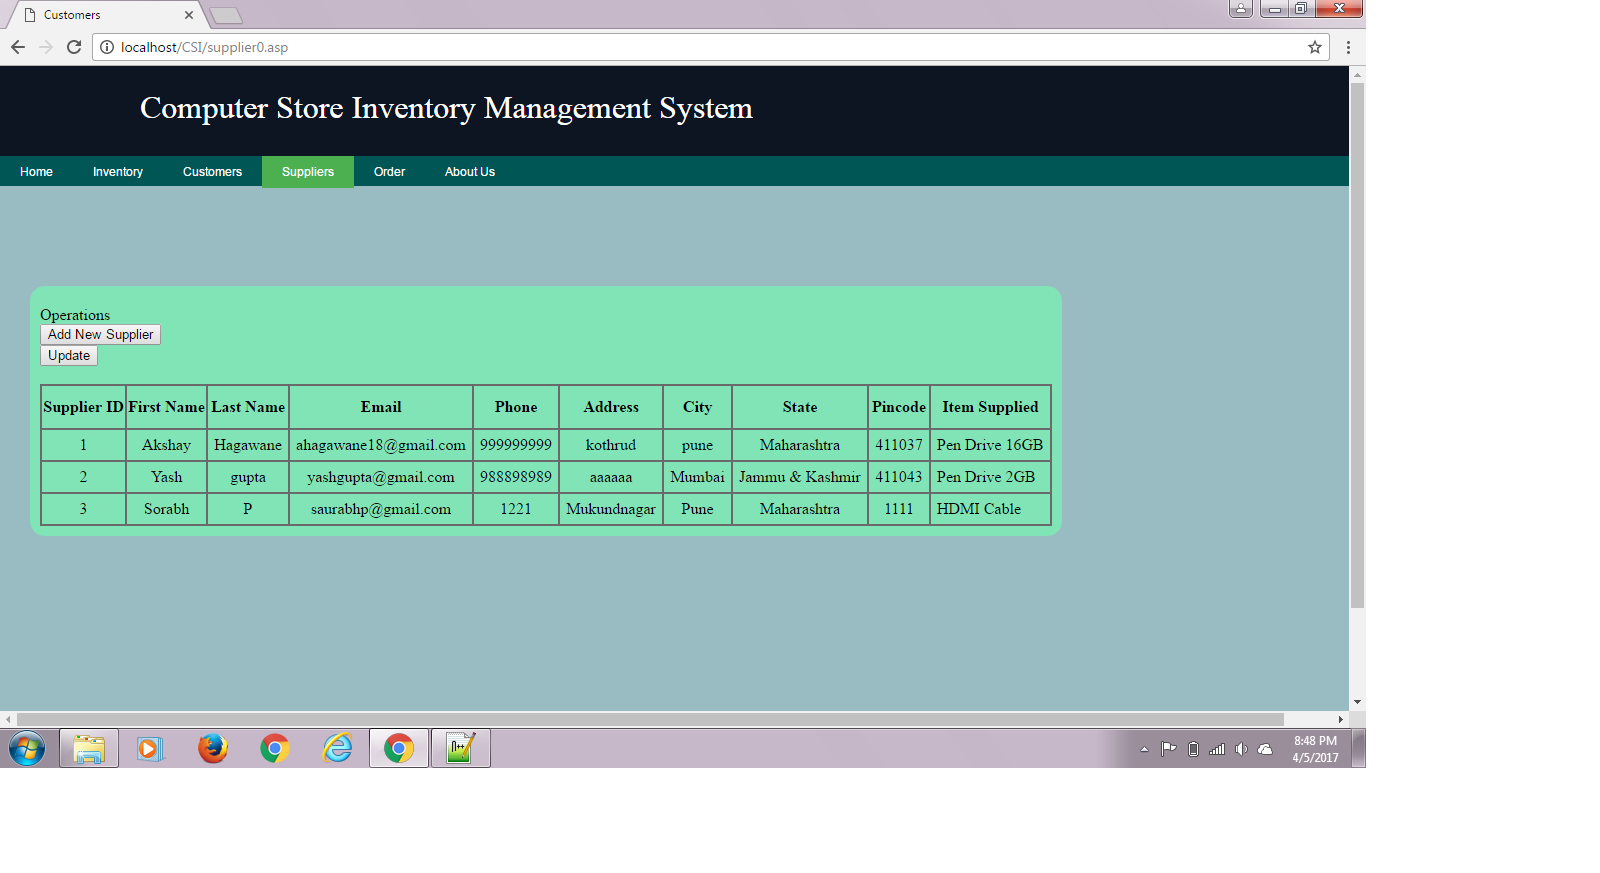 Customers
localhost/CSI/supplier0.asp
Computer Store Inventory Management System
Home Inventory Customers Suppliers Order About Us
Operations
Add New Supplier
Update
Supplier ID First Name Last Name Email Phone Address City State Pincode Item Supplied
1 Akshay Hagawane ahagawane18@gmail.com 999999999 kothrud pune Maharashtra 411037 Pen Drive 16GB
2 Yash gupta yashgupta@gmail.com 988898989 aaaaaa Mumbai Jammu & Kashmir 411043 Pen Drive 2GB
3 Sorabh P saurabhp@gmail.com 1221 Mukundnagar Pune Maharashtra 1111 HDMI Cable
8:48 PM
4/5/2017